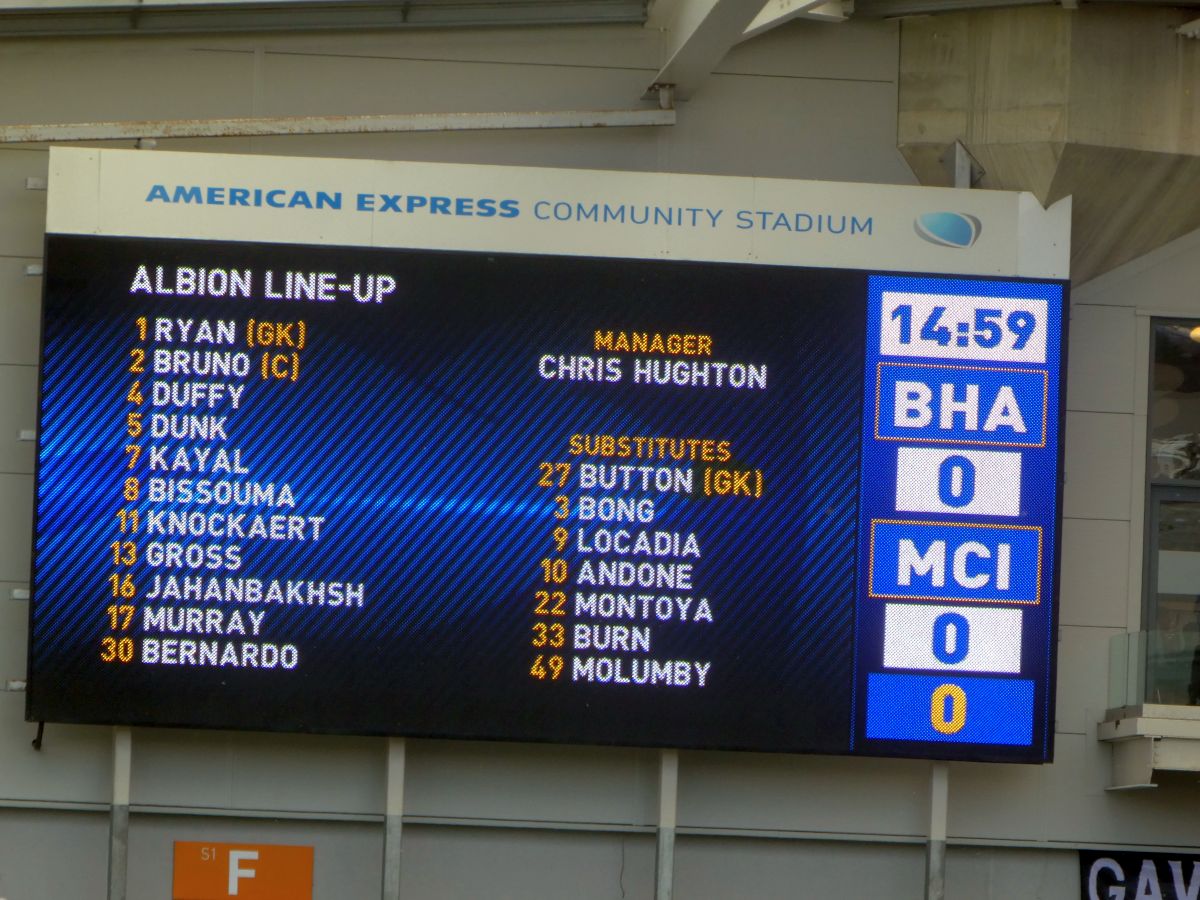 AMERICAN EXPRESS COMMUNITY STADIUM
ALBION LINE-UP
1 RYAN (GK)
2 BRUNO (C)
4 DUFFY
5 DUNK
7 KAYAL
8 BISSOUMA
11 KNOCKAERT
13 GROSS
16 JAHANBAKHSH
17 MURRAY
30 BERNARDO
MANAGER
CHRIS HUGHTON
SUBSTITUTES
27 BUTTON (GK)
3 BONG
9 LOCADIA
10 ANDONE
22 MONTOYA
33 BURN
49 MOLUMBY
14:59
BHA
0
MCI
0
0
S1 F
GAV